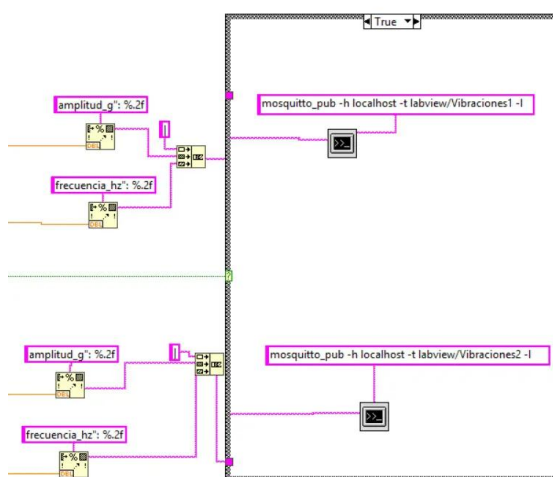 True
amplitud_g": %.2f
mosquitto_pub -h localhost -t labview/Vibraciones1 -l
frecuencia_hz": %.2f
?
amplitud_g": %.2f
mosquitto_pub -h localhost -t labview/Vibraciones2 -l
frecuencia_hz": %.2f